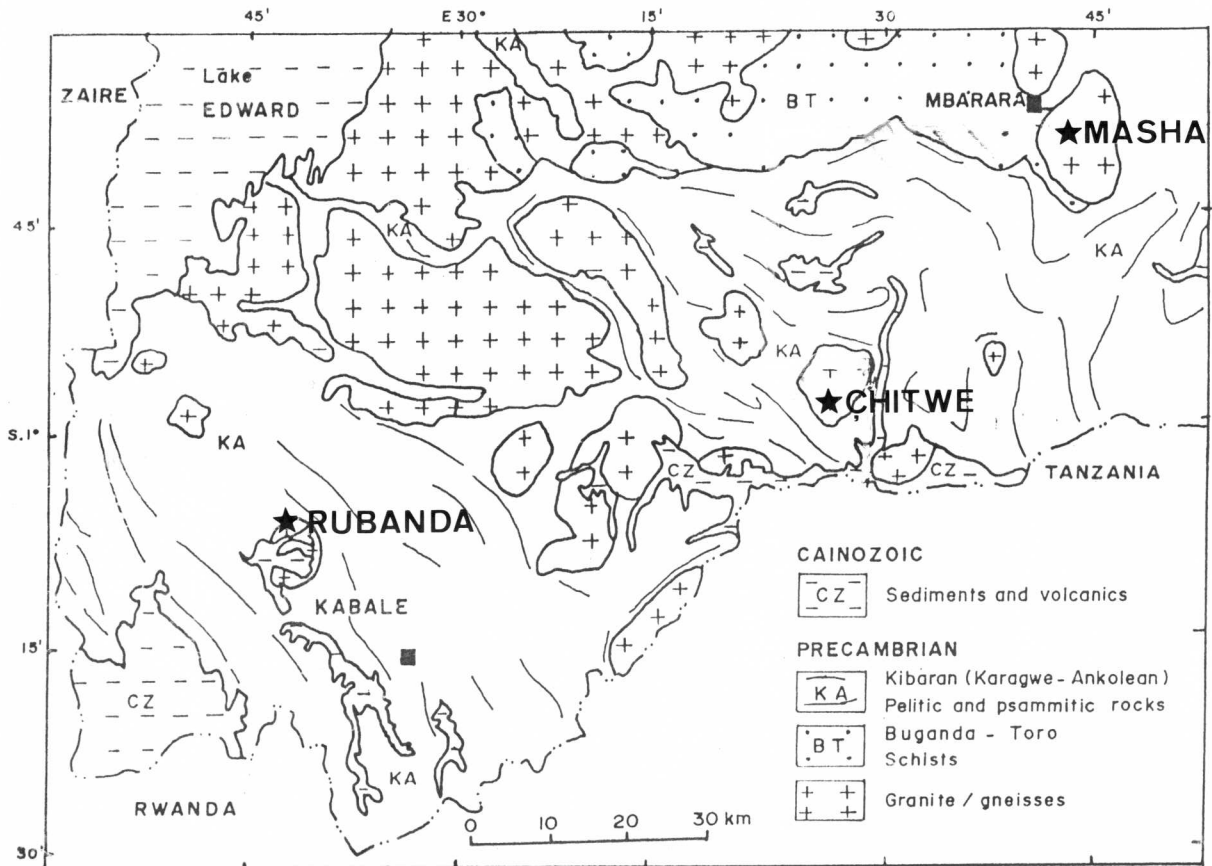 45' E 30° 15' 30 45'
KA
Lake
EDWARD
ZAIRE
BT
MBARARA
MASHA
45'
KA
KA
KA
CHITWE
S.1°
KA
CZ
CZ
TANZANIA
RUBANDA
KABALE
15'
CZ
KA
RWANDA
30'
0 10 20 30 km
CAINOZOIC
CZ Sediments and volcanics
PRECAMBRIAN
KA Kibaran (Karagwe-Ankolean)
Pelitic and psammitic rocks
BT Buganda - Toro
Schists
Granite / gneisses